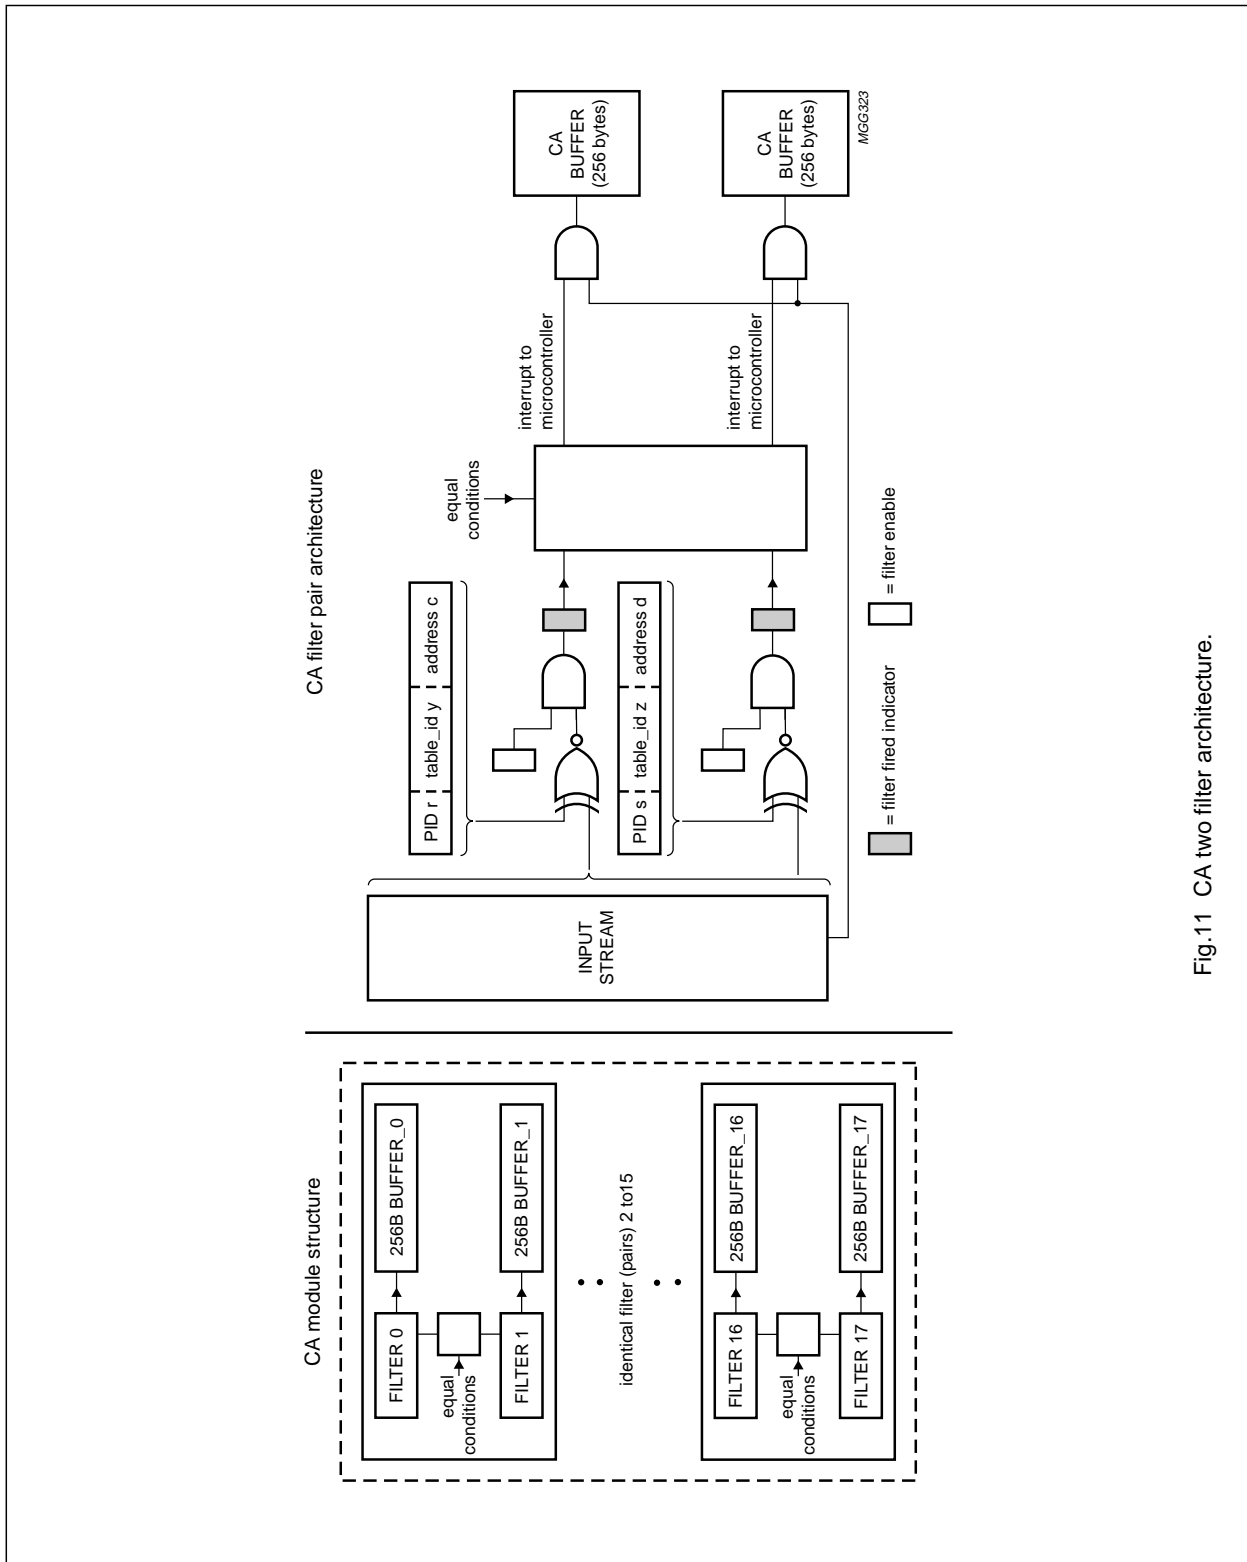 CA module structure
FILTER 0
256B BUFFER_0
equal
conditions
FILTER 1
256B BUFFER_1
identical filter (pairs) 2 to15
FILTER 16
256B BUFFER_16
equal
conditions
FILTER 17
256B BUFFER_17
CA filter pair architecture
INPUT
STREAM
PID r
table_id y
address c
PID s
table_id z
address d
equal
conditions
interrupt to
microcontroller
interrupt to
microcontroller
CA
BUFFER
(256 bytes)
CA
BUFFER
(256 bytes)
= filter fired indicator
= filter enable
MGG323
Fig.11 CA two filter architecture.